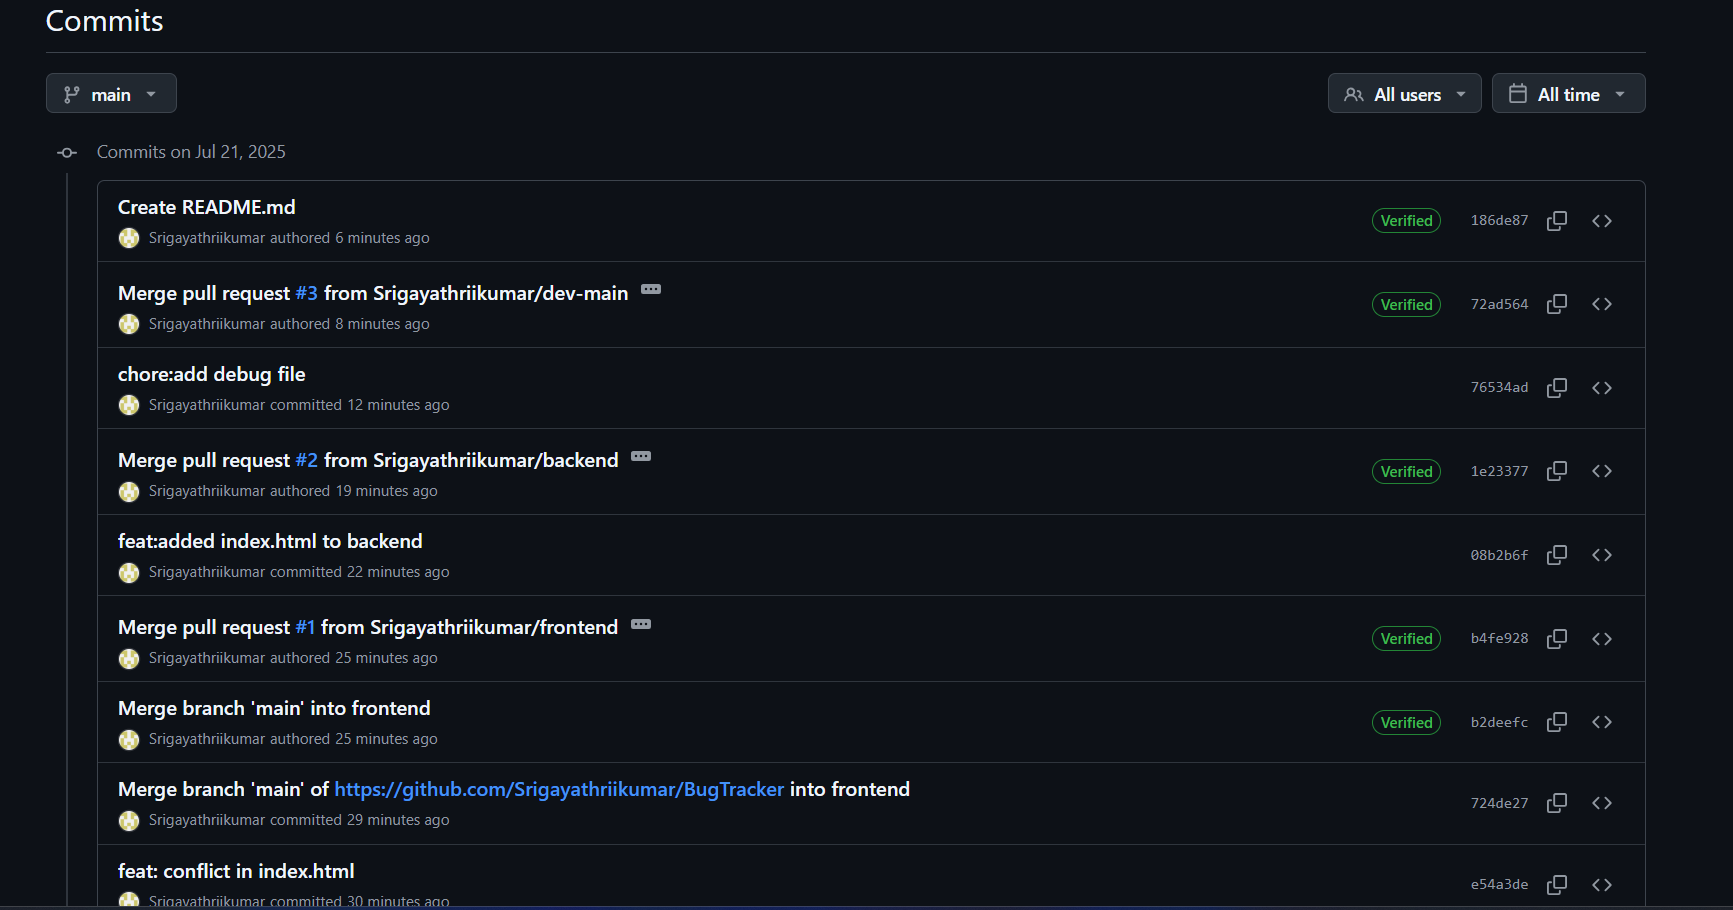 Commits
main
All users
All time
Commits on Jul 21, 2025
Create README.md
Srigayathriikumar authored 6 minutes ago
Verified
186de87
Merge pull request #3 from Srigayathriikumar/dev-main
Srigayathriikumar authored 8 minutes ago
Verified
72ad564
chore:add debug file
Srigayathriikumar committed 12 minutes ago
76534ad
Merge pull request #2 from Srigayathriikumar/backend
Srigayathriikumar authored 19 minutes ago
Verified
1e23377
feat:added index.html to backend
Srigayathriikumar committed 22 minutes ago
08b2b6f
Merge pull request #1 from Srigayathriikumar/frontend
Srigayathriikumar authored 25 minutes ago
Verified
b4fe928
Merge branch 'main' into frontend
Srigayathriikumar authored 25 minutes ago
Verified
b2deefc
Merge branch 'main' of https://github.com/Srigayathriikumar/BugTracker into frontend
Srigayathriikumar committed 29 minutes ago
724de27
feat: conflict in index.html
Srigayathriikumar committed 30 minutes ago
e54a3de